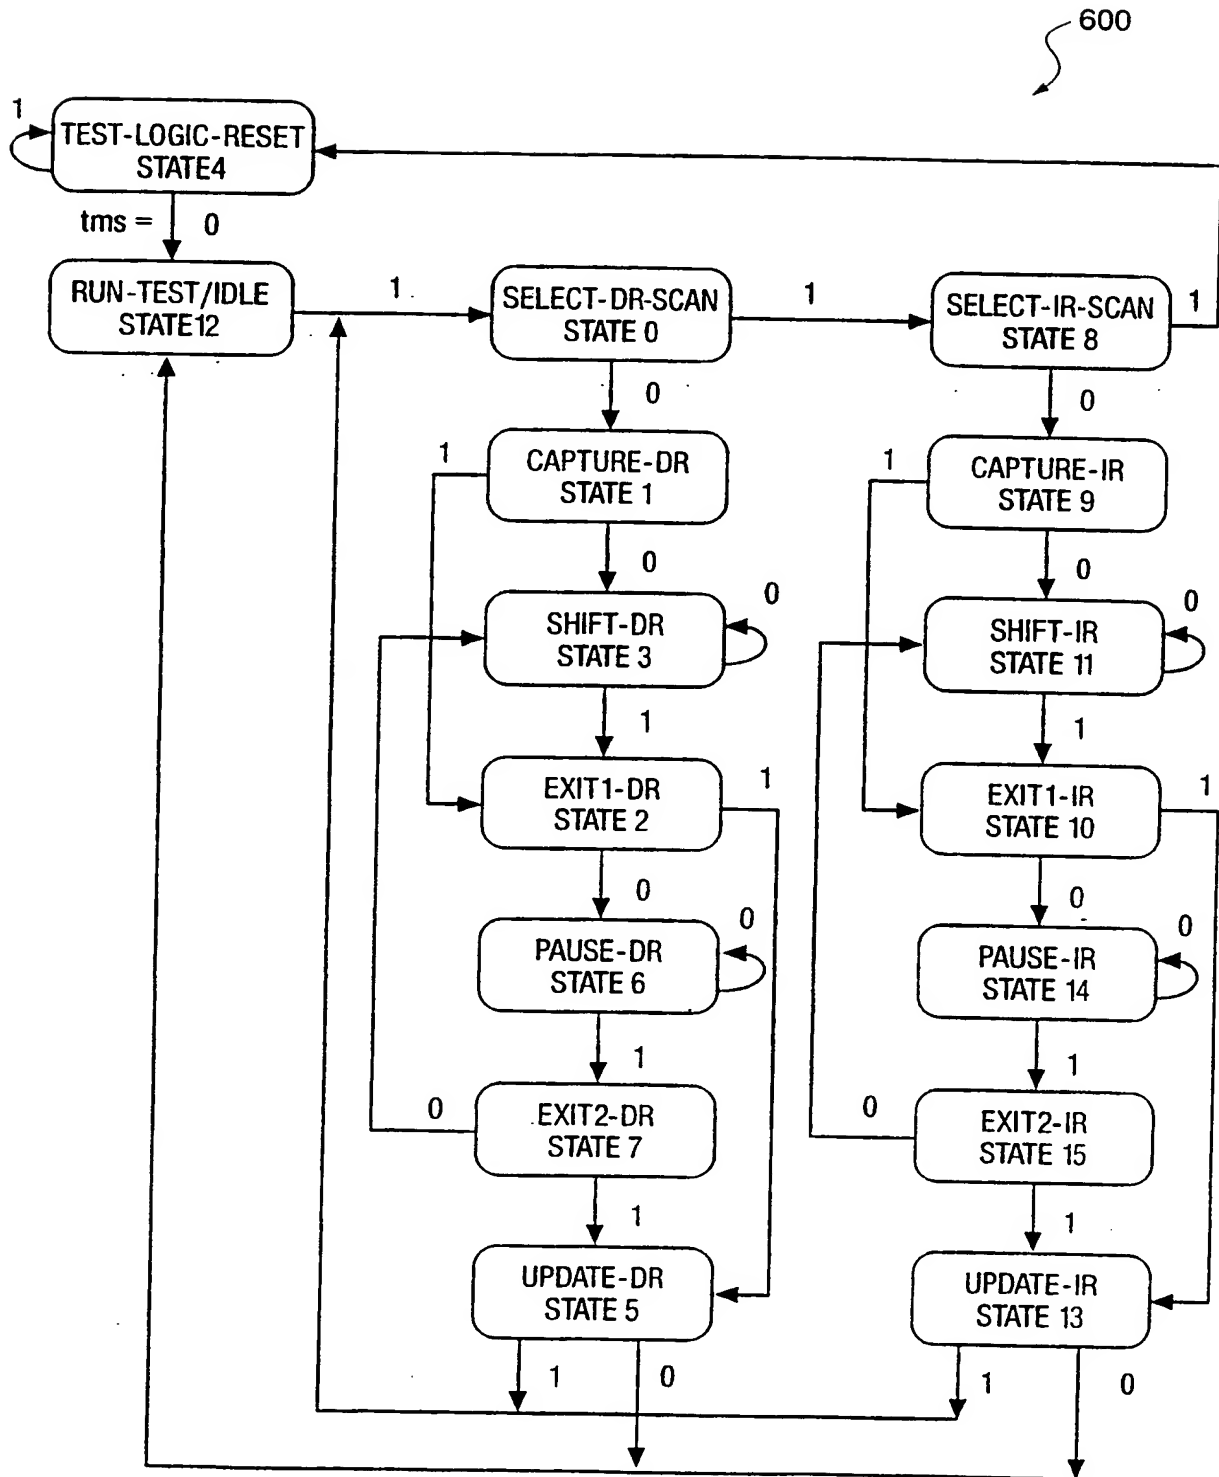 600
1
TEST-LOGIC-RESET
STATE4
tms =
0
RUN-TEST/IDLE
STATE12
1
SELECT-DR-SCAN
STATE 0
1
SELECT-IR-SCAN
STATE 8
1
0
0
1
CAPTURE-DR
STATE 1
1
CAPTURE-IR
STATE 9
0
0
SHIFT-DR
STATE 3
0
SHIFT-IR
STATE 11
0
1
1
EXIT1-DR
STATE 2
1
EXIT1-IR
STATE 10
1
0
0
PAUSE-DR
STATE 6
0
PAUSE-IR
STATE 14
0
1
1
0
EXIT2-DR
STATE 7
0
EXIT2-IR
STATE 15
1
1
UPDATE-DR
STATE 5
UPDATE-IR
STATE 13
1
0
1
0